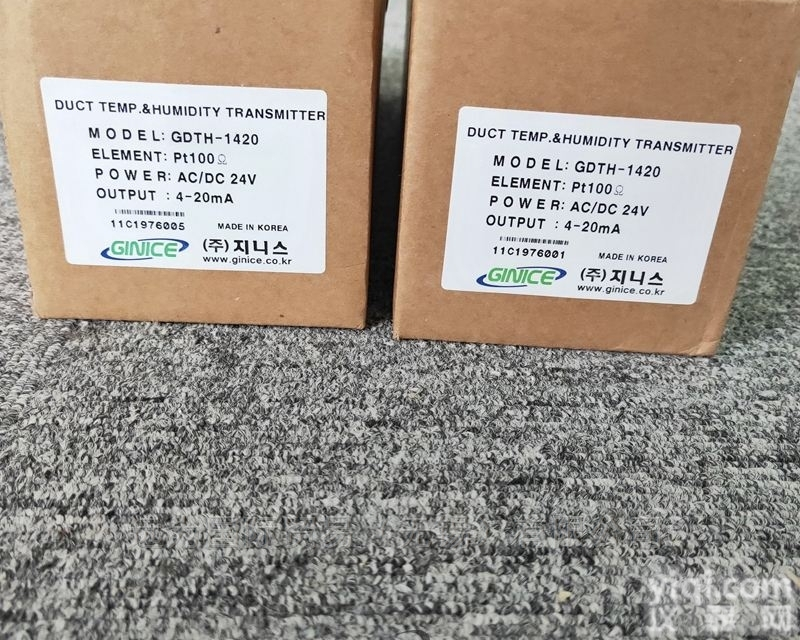 DUCT TEMP.&HUMIDITY TRANSMITTER
MODEL: GDTH-1420
ELEMENT: Pt100Ω
POWER: AC/DC 24V
OUTPUT : 4-20mA
11C1976005 MADE IN KOREA
GINICE (주)지니스
www.ginice.co.kr
DUCT TEMP.&HUMIDITY TRANSMITTER
MODEL: GDTH-1420
ELEMENT: Pt100Ω
POWER: AC/DC 24V
OUTPUT : 4-20mA
11C1976001 MADE IN KOREA
GINICE (주)지니스
www.ginice.co.kr
yiqi.com